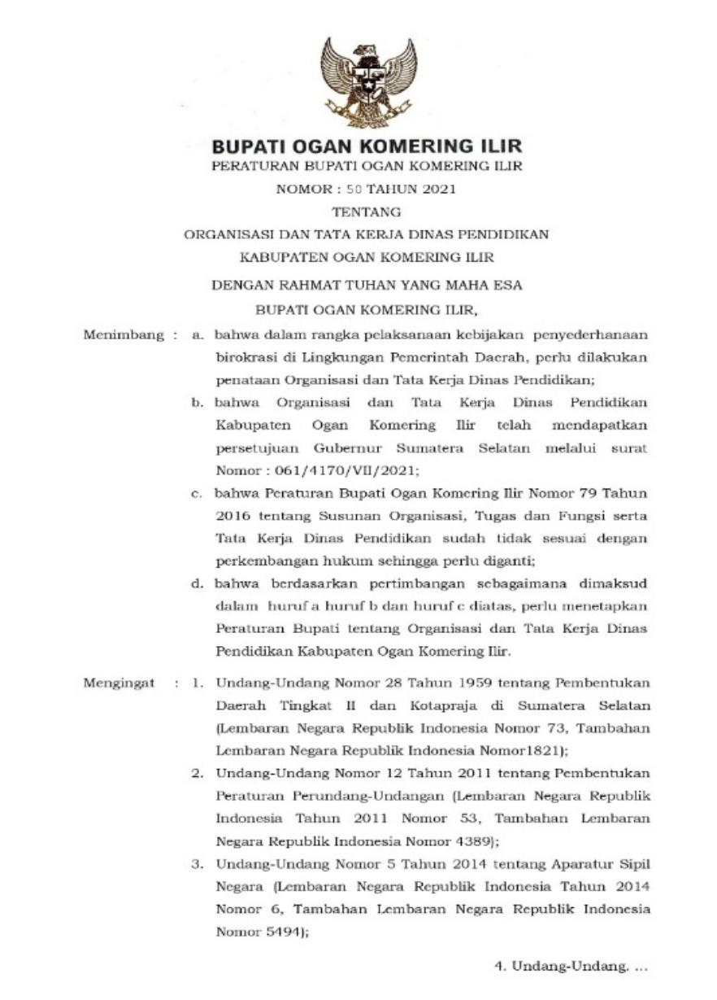 BUPATI OGAN KOMERING ILIR
PERATURAN BUPATI OGAN KOMERING ILIR
NOMOR : 50 TAHUN 2021
TENTANG
ORGANISASI DAN TATA KERJA DINAS PENDIDIKAN
KABUPATEN OGAN KOMERING ILIR
DENGAN RAHMAT TUHAN YANG MAHA ESA
BUPATI OGAN KOMERING ILIR,
Menimbang : a. bahwa dalam rangka pelaksanaan kebijakan penyederhanaan
birokrasi di Lingkungan Pemerintah Daerah, perlu dilakukan
penataan Organisasi dan Tata Kerja Dinas Pendidikan;
b. bahwa Organisasi dan Tata Kerja Dinas Pendidikan
Kabupaten Ogan Komering Ilir telah mendapatkan
persetujuan Gubernur Sumatera Selatan melalui surat
Nomor : 061/4170/VII/2021;
c. bahwa Peraturan Bupati Ogan Komering Ilir Nomor 79 Tahun
2016 tentang Susunan Organisasi, Tugas dan Fungsi serta
Tata Kerja Dinas Pendidikan sudah tidak sesuai dengan
perkembangan hukum sehingga perlu diganti;
d. bahwa berdasarkan pertimbangan sebagaimana dimaksud
dalam huruf a huruf b dan huruf c diatas, perlu menetapkan
Peraturan Bupati tentang Organisasi dan Tata Kerja Dinas
Pendidikan Kabupaten Ogan Komering Ilir.
Mengingat : 1. Undang-Undang Nomor 28 Tahun 1959 tentang Pembentukan
Daerah Tingkat II dan Kotapraja di Sumatera Selatan
(Lembaran Negara Republik Indonesia Nomor 73, Tambahan
Lembaran Negara Republik Indonesia Nomor1821);
2. Undang-Undang Nomor 12 Tahun 2011 tentang Pembentukan
Peraturan Perundang-Undangan (Lembaran Negara Republik
Indonesia Tahun 2011 Nomor 53, Tambahan Lembaran
Negara Republik Indonesia Nomor 4389);
3. Undang-Undang Nomor 5 Tahun 2014 tentang Aparatur Sipil
Negara (Lembaran Negara Republik Indonesia Tahun 2014
Nomor 6, Tambahan Lembaran Negara Republik Indonesia
Nomor 5494);
4. Undang-Undang. ...